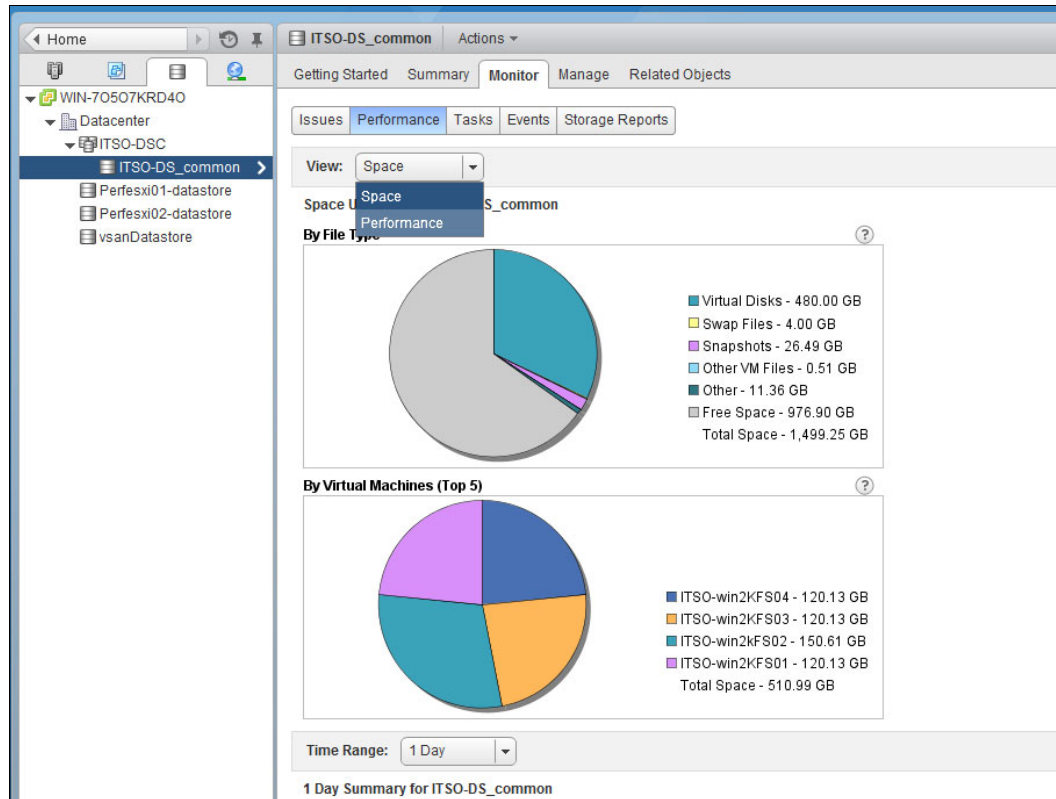 Home
ITSO-DS_common Actions
Getting Started Summary Monitor Manage Related Objects
WIN-7O5O7KRD4O
Datacenter
ITSO-DSC
ITSO-DS_common
Perfesxi01-datastore
Perfesxi02-datastore
vsanDatastore
Issues Performance Tasks Events Storage Reports
View: Space
Space
Performance
Space U S_common
By File Type
Virtual Disks - 480.00 GB
Swap Files - 4.00 GB
Snapshots - 26.49 GB
Other VM Files - 0.51 GB
Other - 11.36 GB
Free Space - 976.90 GB
Total Space - 1,499.25 GB
By Virtual Machines (Top 5)
ITSO-win2KFS04 - 120.13 GB
ITSO-win2KFS03 - 120.13 GB
ITSO-win2kFS02 - 150.61 GB
ITSO-win2KFS01 - 120.13 GB
Total Space - 510.99 GB
Time Range: 1 Day
1 Day Summary for ITSO-DS_common